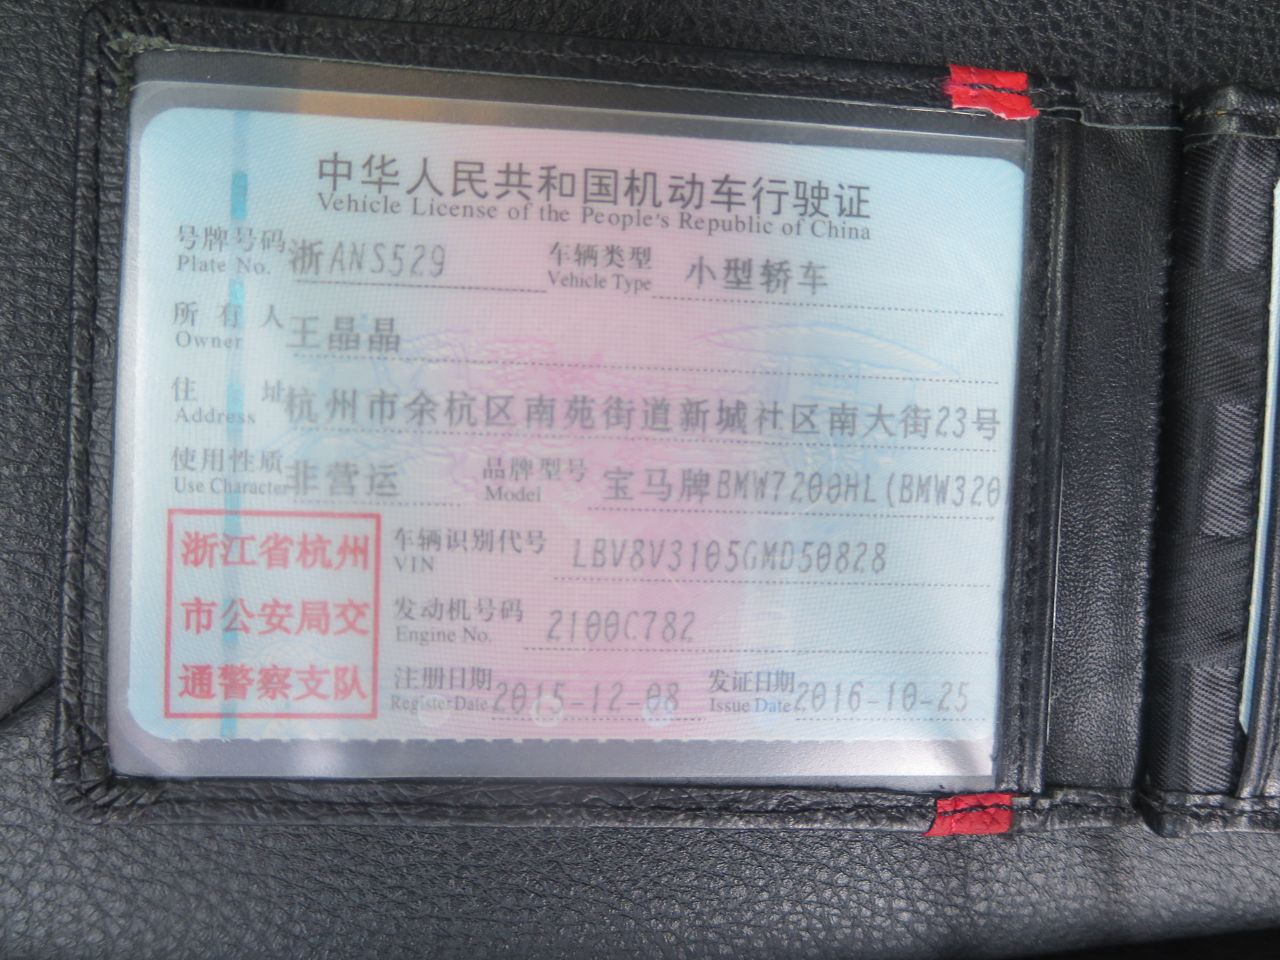 中华人民共和国机动车行驶证
Vehicle License of the People's Republic of China
号牌号码 浙ANS529 车辆类型 小型轿车
Plate No. Vehicle Type
所有人 王晶晶
Owner
住址 杭州市余杭区南苑街道新城社区南大街23号
Address
使用性质 非营运 品牌型号 宝马牌BMW7200HL(BMW320
Use Character Model
浙江省杭州
市公安局交
通警察支队
车辆识别代号 LBV8V3105GMD50828
VIN
发动机号码 2100C782
Engine No.
注册日期 2015-12-08 发证日期 2016-10-25
Register Date Issue Date